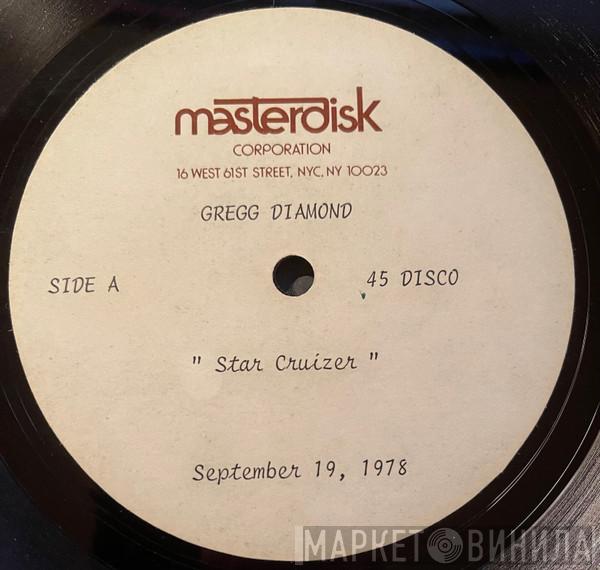 masterdisk
CORPORATION
16 WEST 61ST STREET, NYC, NY 10023
GREGG DIAMOND
SIDE A
45 DISCO
" Star Cruizer "
September 19, 1978
МАРКЕТ ВИНИЛА